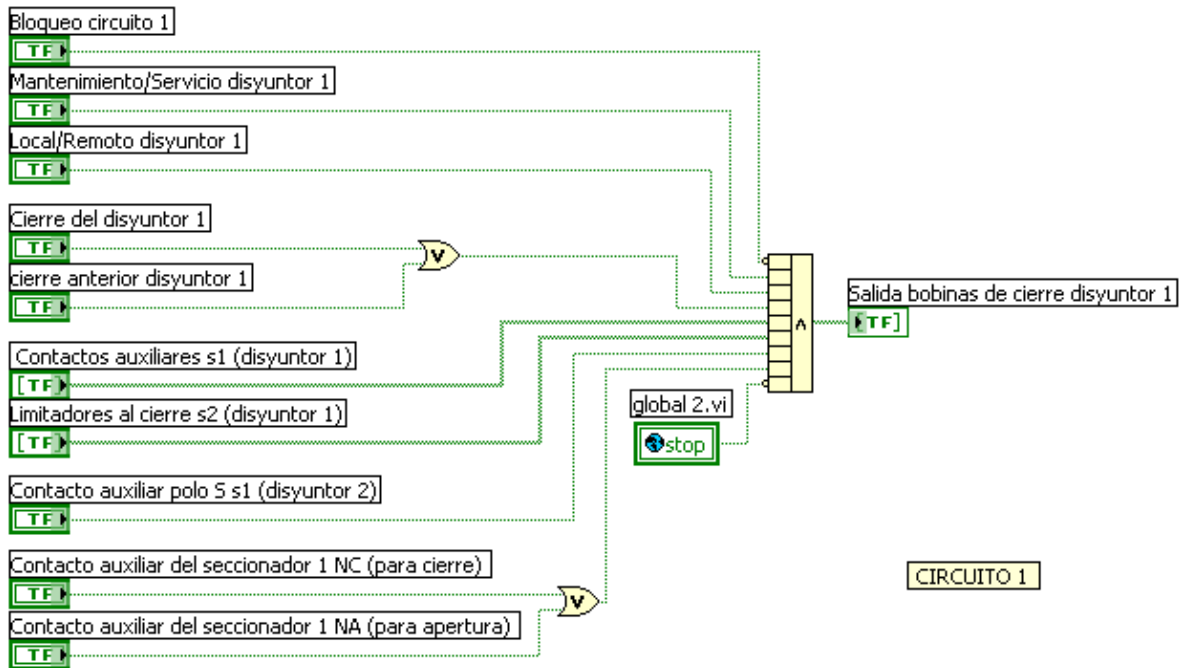 Bloqueo circuito 1
TF
Mantenimiento/Servicio disyuntor 1
TF
Local/Remoto disyuntor 1
TF
Cierre del disyuntor 1
TF
V
cierre anterior disyuntor 1
TF
Salida bobinas de cierre disyuntor 1
[TF]
Λ
Contactos auxiliares s1 (disyuntor 1)
[TF]
Limitadores al cierre s2 (disyuntor 1)
[TF]
global 2.vi
stop
Contacto auxiliar polo S s1 (disyuntor 2)
TF
Contacto auxiliar del seccionador 1 NC (para cierre)
TF
V
Contacto auxiliar del seccionador 1 NA (para apertura)
TF
CIRCUITO 1